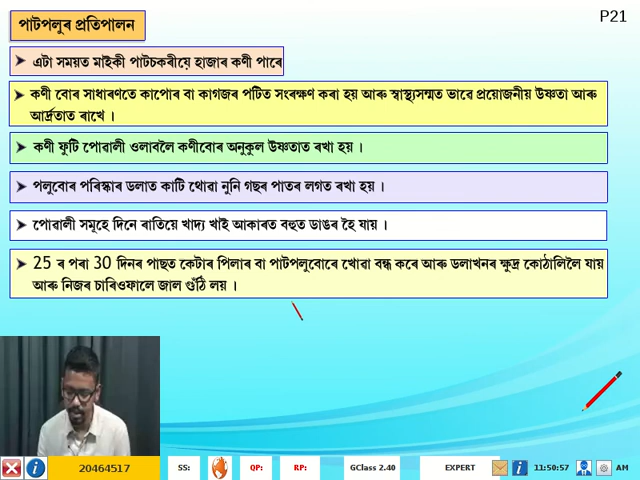 P21
পাটপলুৰ প্ৰতিপালন
এটা সময়ত মাইকী পাটচকৰীয়ে হাজাৰ কণী পাৰে
কণী বোৰ সাধাৰণতে কাপোৰ বা কাগজৰ পটিত সংৰক্ষণ কৰা হয় আৰু স্বাস্থ্যসন্মত ভাৱে প্ৰয়োজনীয় উষ্ণতা আৰু
আৰ্দ্ৰতাত ৰাখে ।
কণী ফুটি পোৱালী ওলাবলৈ কণীবোৰ অনুকুল উষ্ণতাত ৰখা হয় ।
পলুবোৰ পৰিস্কাৰ ডলাত কাটি থোৱা নুনি গছৰ পাতৰ লগত ৰখা হয় ।
পোৱালী সমূহে দিনে ৰাতিয়ে খাদ্য খাই আকাৰত বহুত ডাঙৰ হৈ যায় ।
25 ৰ পৰা 30 দিনৰ পাছত কেটাৰ পিলাৰ বা পাটপলুবোৰে খোৱা বন্ধ কৰে আৰু ডলাখনৰ ক্ষুদ্ৰ কোঠালিলৈ যায়
আৰু নিজৰ চাৰিওফালে জাল গুঁঠি লয় ।
20464517 SS: QP: RP: GClass 2.40 EXPERT 11:50:57 AM